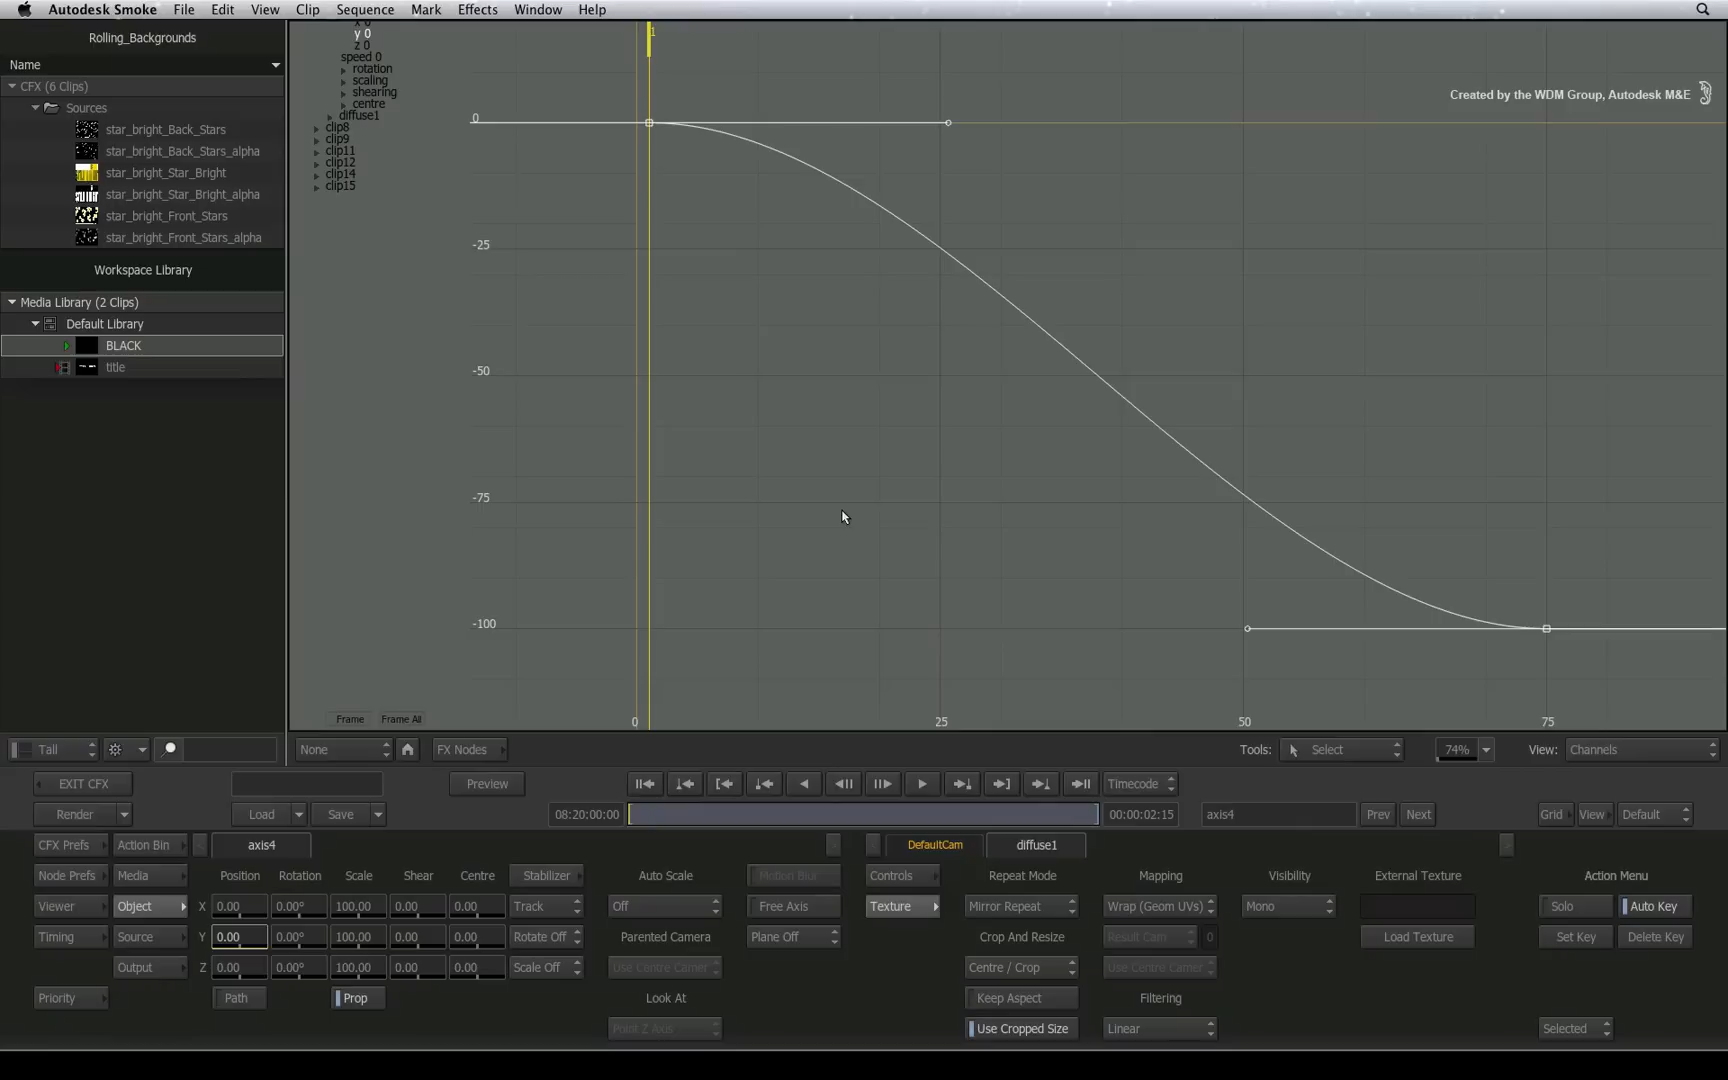 Autodesk Smoke File Edit View Clip Sequence Mark Effects Window Help
Rolling_Backgrounds
Name
CFX (6 Clips)
Sources
star_bright_Back_Stars
star_bright_Back_Stars_alpha
star_bright_Star_Bright
star_bright_Star_Bright_alpha
star_bright_Front_Stars
star_bright_Front_Stars_alpha
Workspace Library
Media Library (2 Clips)
Default Library
BLACK
title
x 0
y 0
z 0
speed 0
rotation
scaling
shearing
centre
diffuse1
clip8
clip9
clip11
clip12
clip14
clip15
1
Created by the WDM Group, Autodesk M&E
0
-25
-50
-75
-100
0 25 50 75
Frame Frame All
Tall None FX Nodes Tools: Select 74% View: Channels
EXIT CFX Preview Timecode
Render Load Save 08:20:00:00 00:00:02:15 axis4 Prev Next Grid View Default
CFX Prefs Action Bin < axis4 > < DefaultCam diffuse1 >
Node Prefs Media Position Rotation Scale Shear Centre Stabilizer Auto Scale Motion Blur Controls Repeat Mode Mapping Visibility External Texture Action Menu
Viewer Object X 0.00 0.00° 100.00 0.00 0.00 Track Off Free Axis Texture Mirror Repeat Wrap (Geom UVs) Mono Solo Auto Key
Timing Source Y 0.00 0.00° 100.00 0.00 0.00 Rotate Off Parented Camera Plane Off Crop And Resize Result Cam 0 Load Texture Set Key Delete Key
Output Z 0.00 0.00° 100.00 0.00 0.00 Scale Off Use Centre Camer Centre / Crop Use Centre Camer
Priority Path Prop Look At Keep Aspect Filtering
Point Z Axis Use Cropped Size Linear Selected